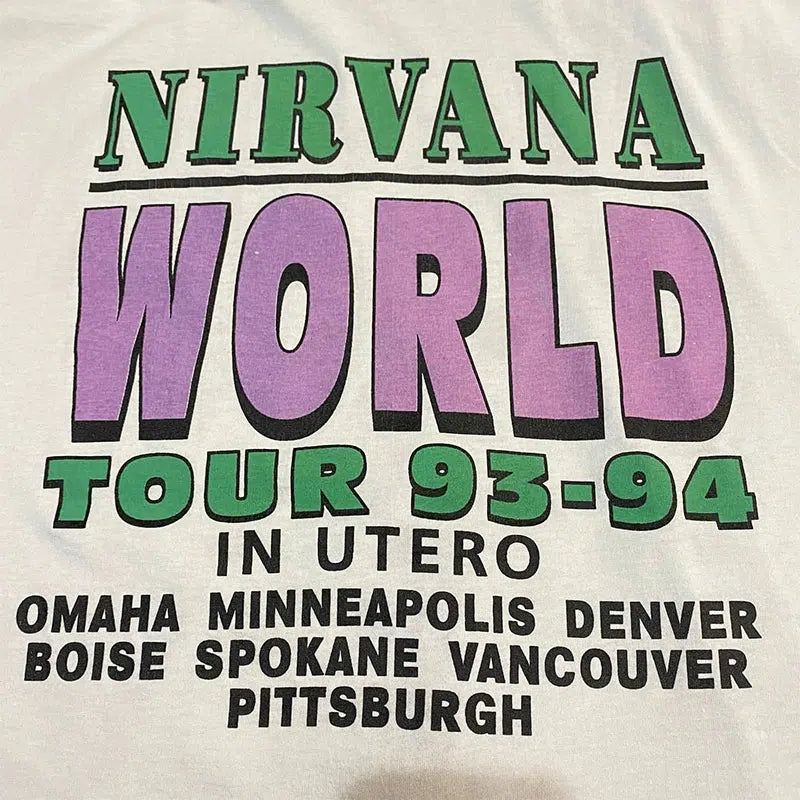 NIRVANA
WORLD
TOUR 93-94
IN UTERO
OMAHA MINNEAPOLIS DENVER
BOISE SPOKANE VANCOUVER
PITTSBURGH